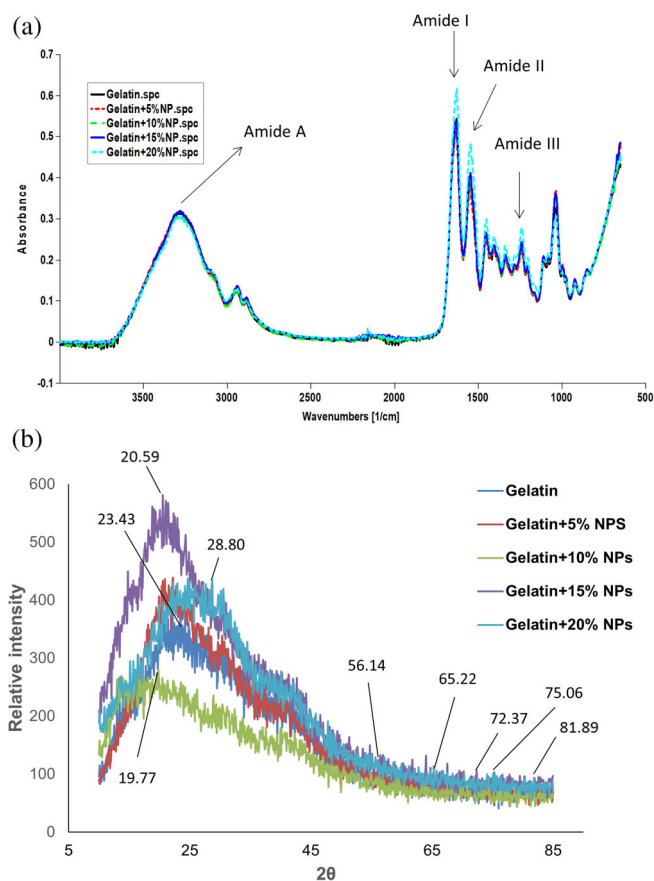 (a)
Amide I
Amide II
Amide III
Amide A
Gelatin.spc
Gelatin+5%NP.spc
Gelatin+10%NP.spc
Gelatin+15%NP.spc
Gelatin+20%NP.spc
Absorbance
0.7
0.6
0.5
0.4
0.3
0.2
0.1
0
-0.1
3500 3000 2500 2000 1500 1000 500
Wavenumbers [1/cm]
(b)
20.59
23.43
28.80
19.77
56.14
65.22
72.37
75.06
81.89
Gelatin
Gelatin+5% NPS
Gelatin+10% NPs
Gelatin+15% NPs
Gelatin+20% NPs
Relative intensity
600
500
400
300
200
100
0
5 25 45 65 85
2θ